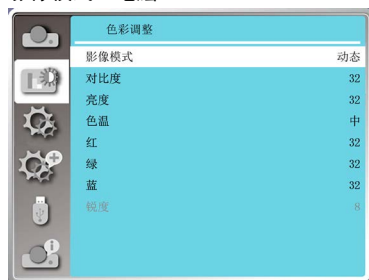 色彩调整
影像模式 动态
对比度 32
亮度 32
色温 中
红 32
绿 32
蓝 32
锐度 8